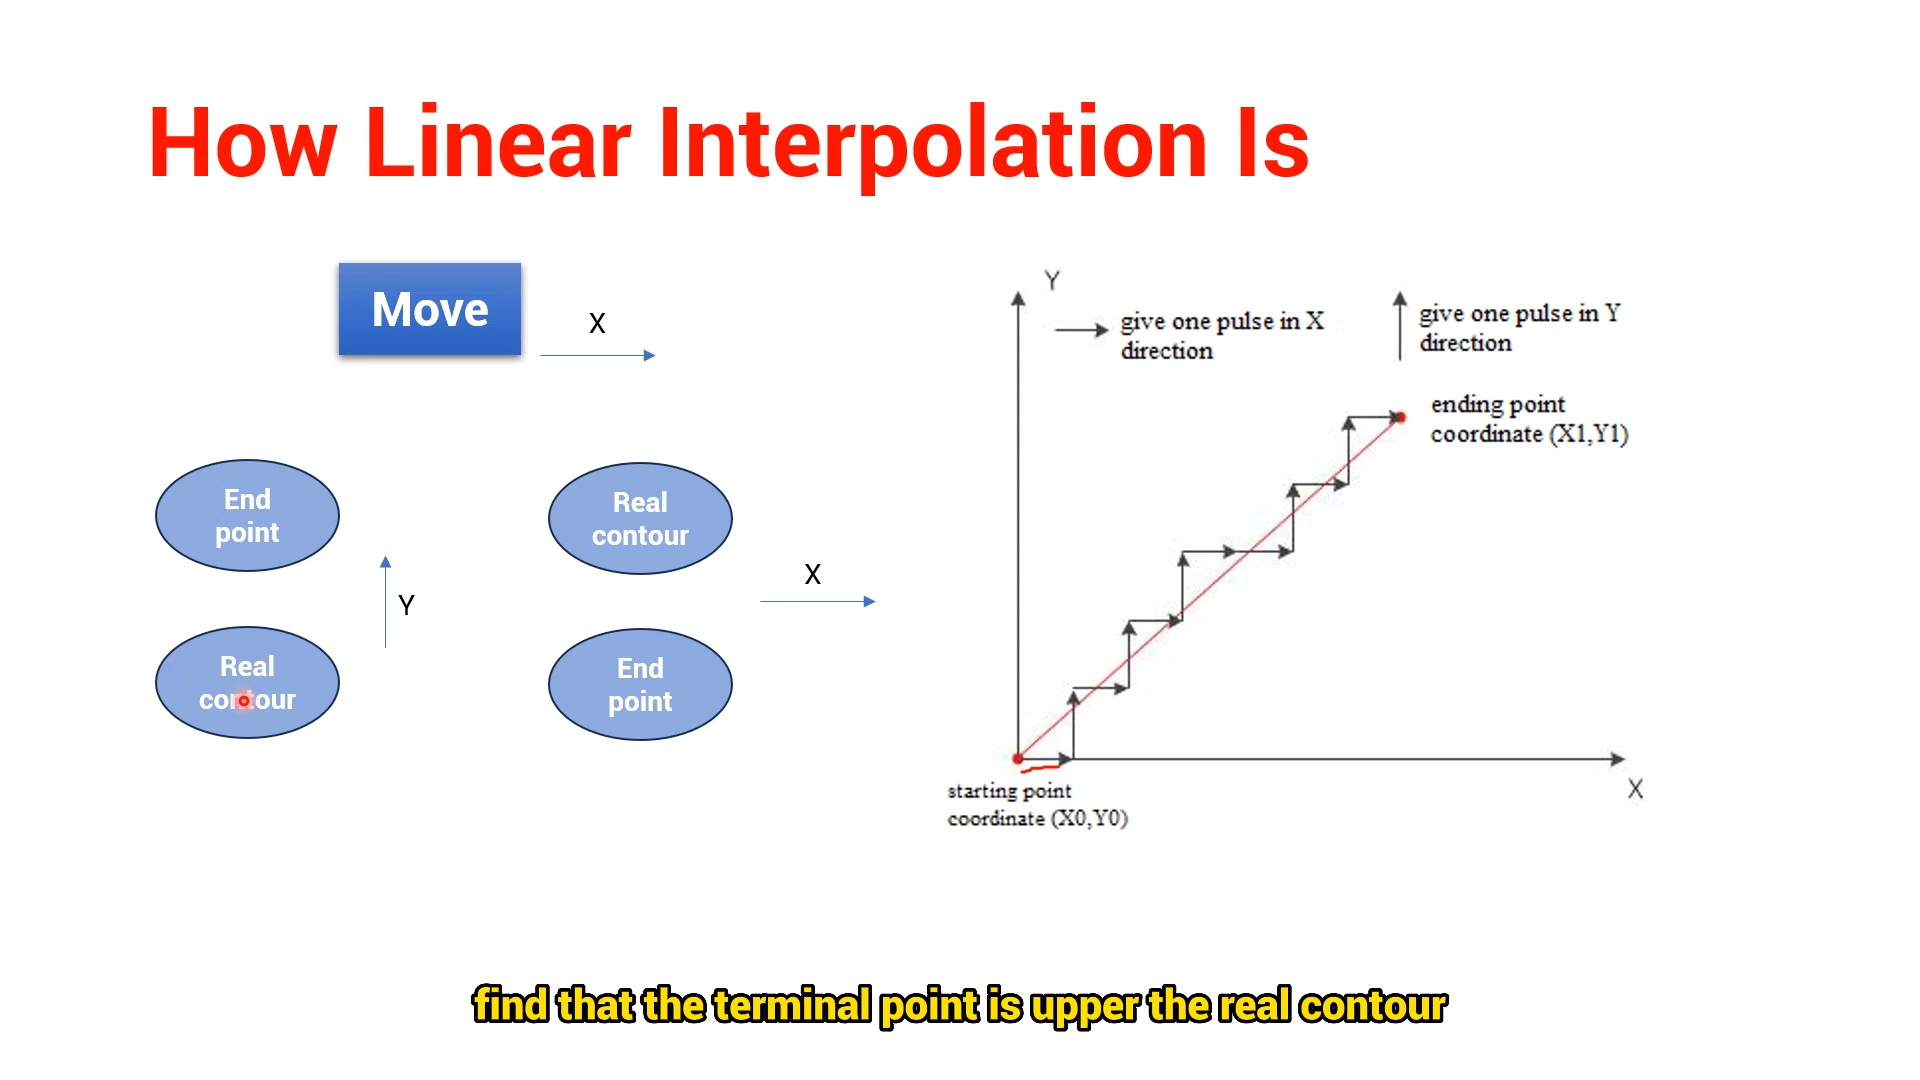 How Linear Interpolation Is
Move
X
End
point
Y
Real
contour
Real
contour
X
End
point
Y
give one pulse in X
direction
give one pulse in Y
direction
ending point
coordinate (X1,Y1)
X
starting point
coordinate (X0,Y0)
find that the terminal point is upper the real contour